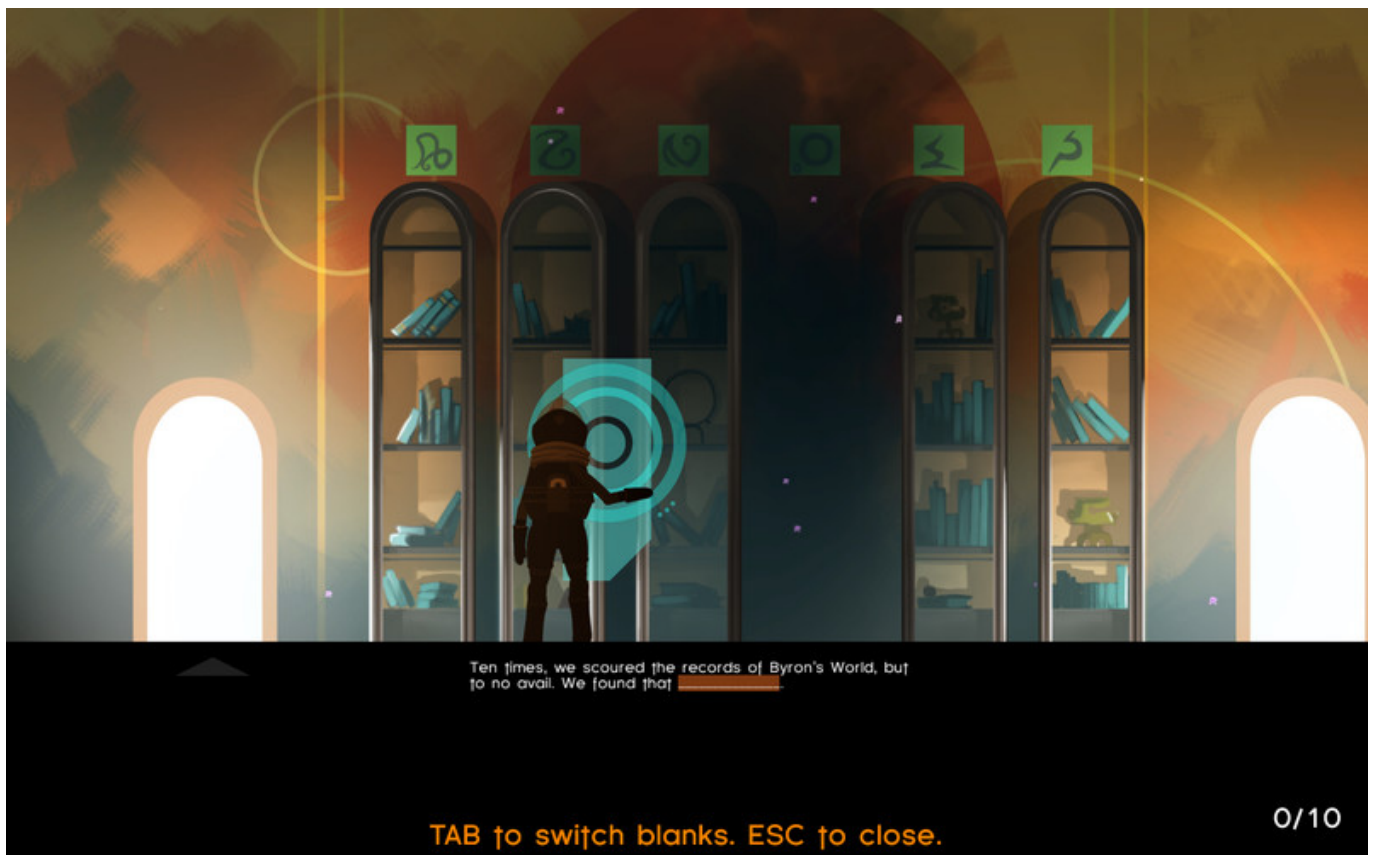 Ten times, we scoured the records of Byron's World, but
to no avail. We found that ______________.
TAB to switch blanks. ESC to close.
0/10